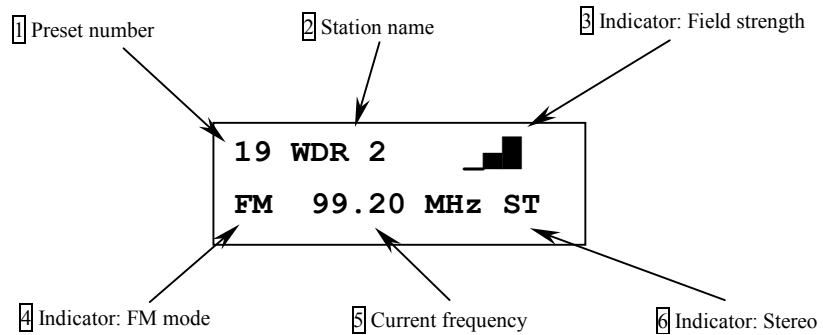 1 Preset number
2 Station name
3 Indicator: Field strength
19 WDR 2
FM 99.20 MHz ST
4 Indicator: FM mode
5 Current frequency
6 Indicator: Stereo